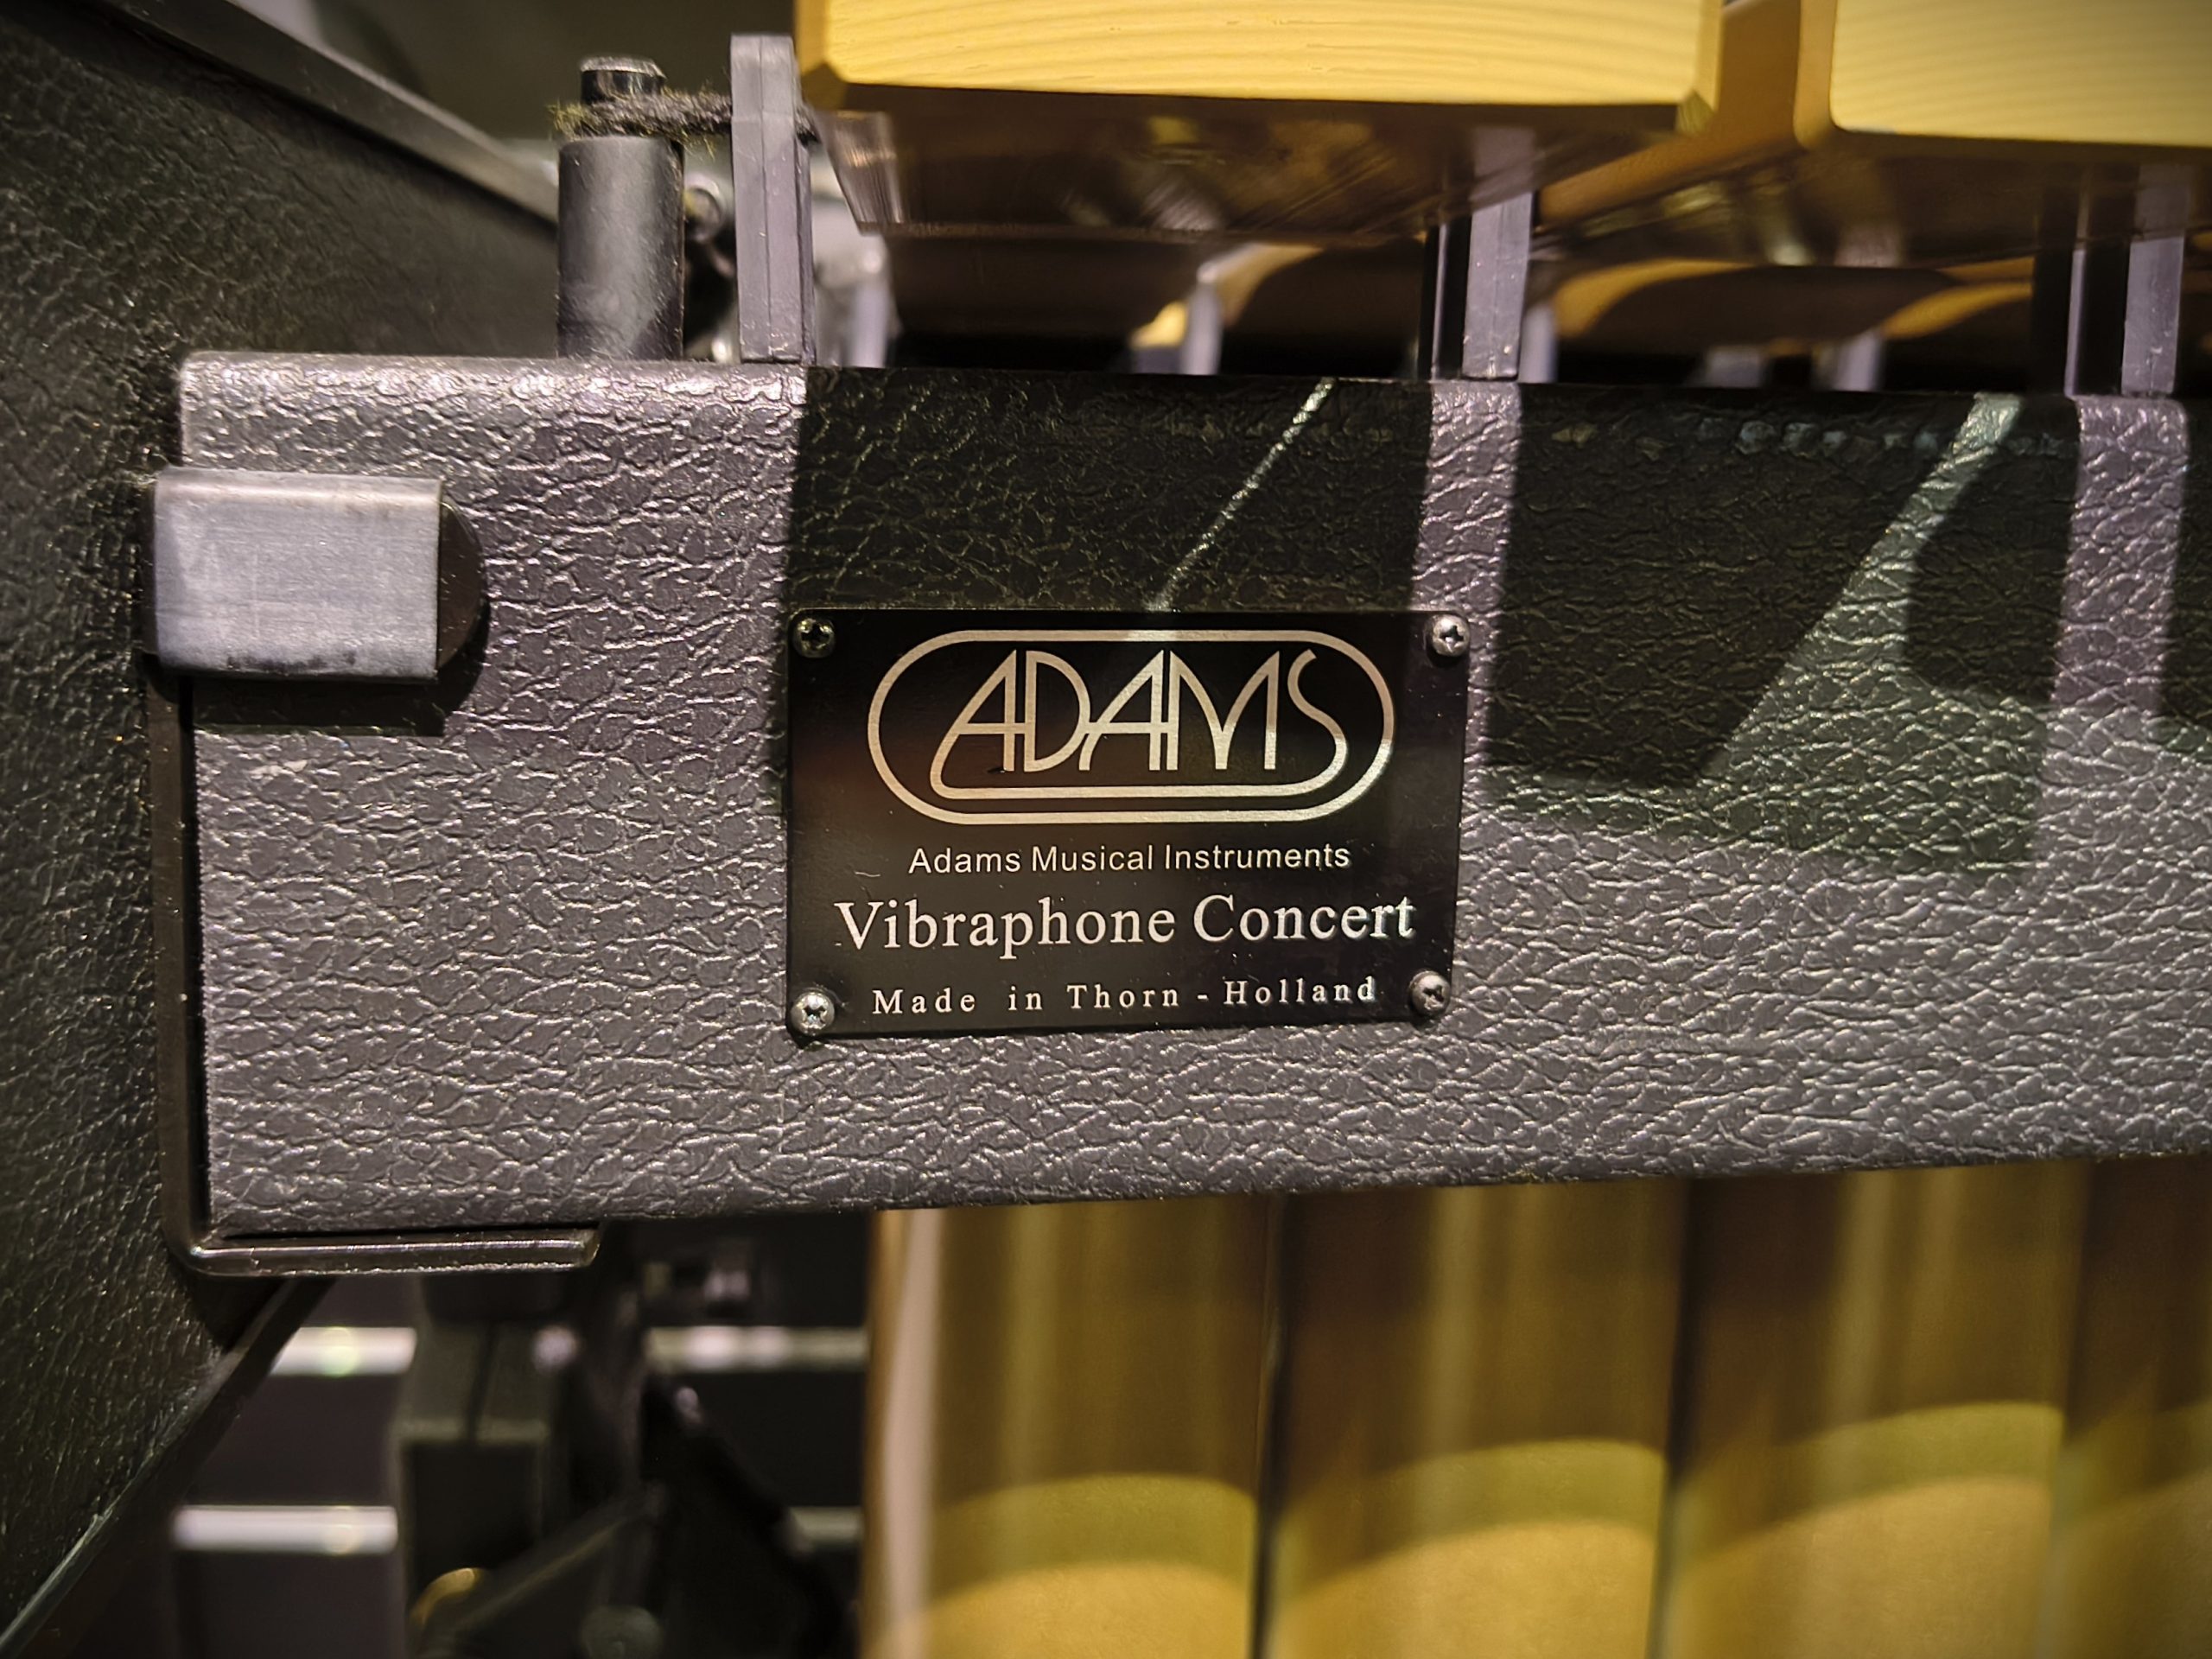 ADAMS
Adams Musical Instruments
Vibraphone Concert
Made in Thorn - Holland